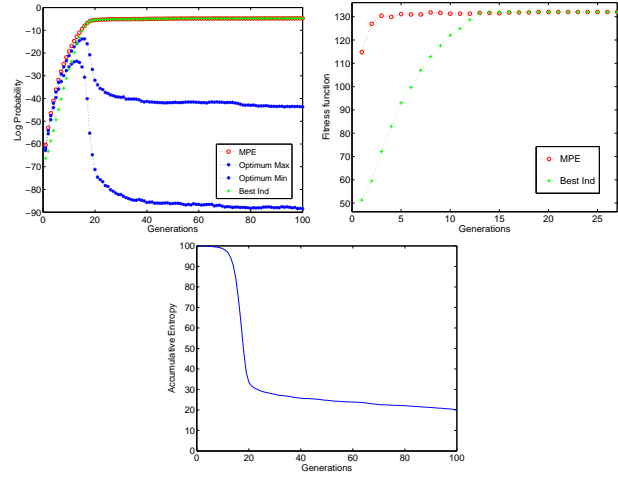 0
−10
−20
−30
−40
−50
−60
−70
−80
−90
Log Probability
0 20 40 60 80 100
Generations
MPE
Optimum Max
Optimum Min
Best Ind
130
120
110
100
90
80
70
60
50
Fitness function
0 5 10 15 20 25
Generations
MPE
Best Ind
100
90
80
70
60
50
40
30
20
10
0
Accumulative Entropy
0 20 40 60 80 100
Generations